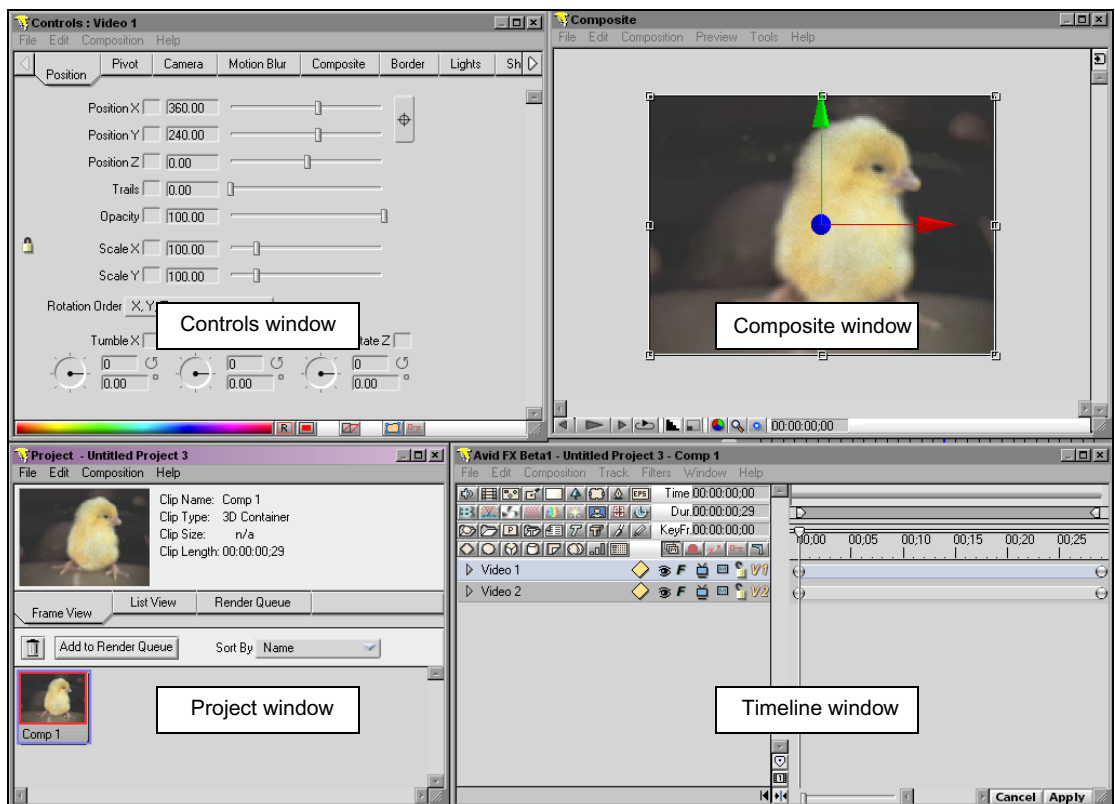 Controls : Video 1
File Edit Composition Help
Position Pivot Camera Motion Blur Composite Border Lights Sh
Position X 360.00
Position Y 240.00
Position Z 0.00
Trails 0.00
Opacity 100.00
Scale X 100.00
Scale Y 100.00
Rotation Order X, Y,
Controls window
Tumble X tate Z
0 0 0
0.00 ° 0.00 ° 0.00 °
R
Composite
File Edit Composition Preview Tools Help
Composite window
00:00:00;00
Project - Untitled Project 3
File Edit Composition Help
Clip Name: Comp 1
Clip Type: 3D Container
Clip Size: n/a
Clip Length: 00:00:00;29
Frame View List View Render Queue
Add to Render Queue Sort By Name
Project window
Comp 1
Avid FX Beta1 - Untitled Project 3 - Comp 1
File Edit Composition Track Filters Window Help
EPS Time 00:00:00;00
Dur. 00:00:00;29
P T KeyFr. 00:00:00;00
00;00 00;05 00;10 00;15 00;20 00;25
Video 1 F V1
Video 2 F V2
Timeline window
Cancel Apply